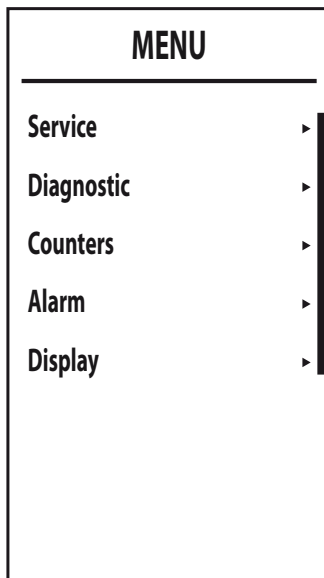 MENU
Service
Diagnostic
Counters
Alarm
Display